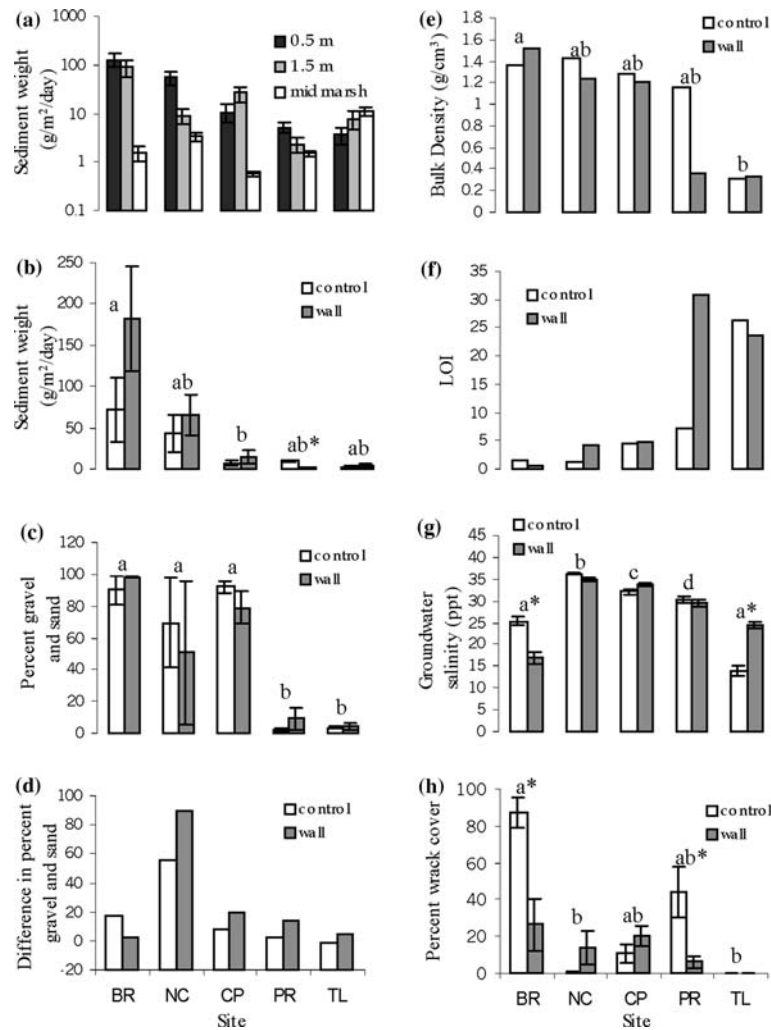 (a)
Sediment weight
(g/m²/day)
1000
100
10
1
0.1
0.5 m
1.5 m
mid marsh
(b)
Sediment weight
(g/m²/day)
250
200
150
100
50
0
control
wall
a
ab
b
ab*
ab
(c)
Percent gravel
and sand
120
100
80
60
40
20
0
control
wall
a
a
a
b
b
(d)
Difference in percent
gravel and sand
100
80
60
40
20
0
-20
control
wall
BR NC CP PR TL
Site
(e)
Bulk Density (g/cm³)
1.8
1.6
1.4
1.2
1
0.8
0.6
0.4
0.2
0
control
wall
a
ab
ab
ab
b
(f)
LOI
35
30
25
20
15
10
5
0
control
wall
(g)
Groundwater
salinity (ppt)
45
40
35
30
25
20
15
10
5
0
control
wall
a*
b
c
d
a*
(h)
Percent wrack cover
100
80
60
40
20
0
control
wall
a*
b
ab
ab*
b
BR NC CP PR TL
Site